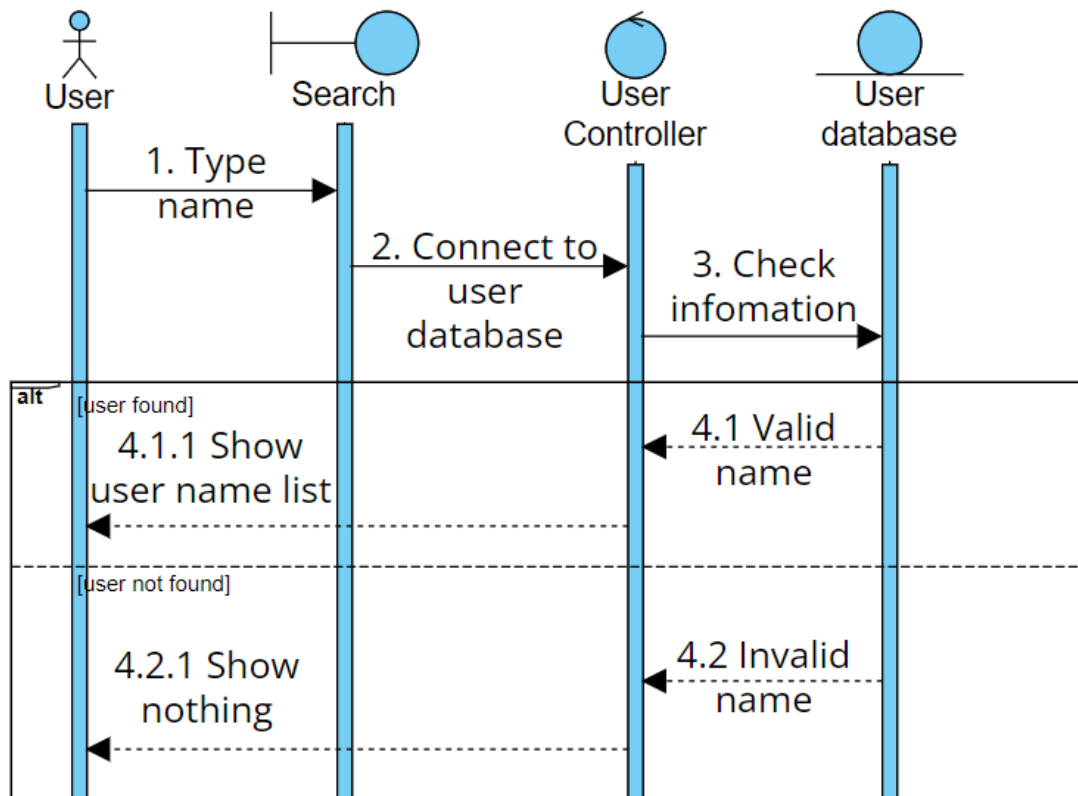 User
Search
User
Controller
User
database
1. Type
name
2. Connect to
user
database
3. Check
infomation
alt
[user found]
4.1 Valid
name
4.1.1 Show
user name list
[user not found]
4.2 Invalid
name
4.2.1 Show
nothing